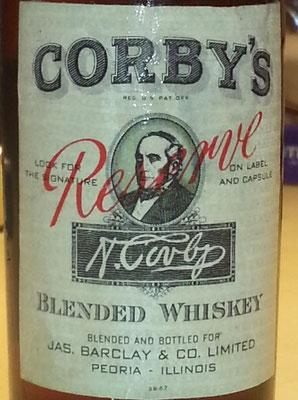 CORBY'S
REG. U.S. PAT. OFF.
Reserve
LOOK FOR
THE SIGNATURE
ON LABEL
AND CAPSULE
H. Corby
BLENDED WHISKEY
BLENDED AND BOTTLED FOR
JAS. BARCLAY & CO. LIMITED
PEORIA - ILLINOIS